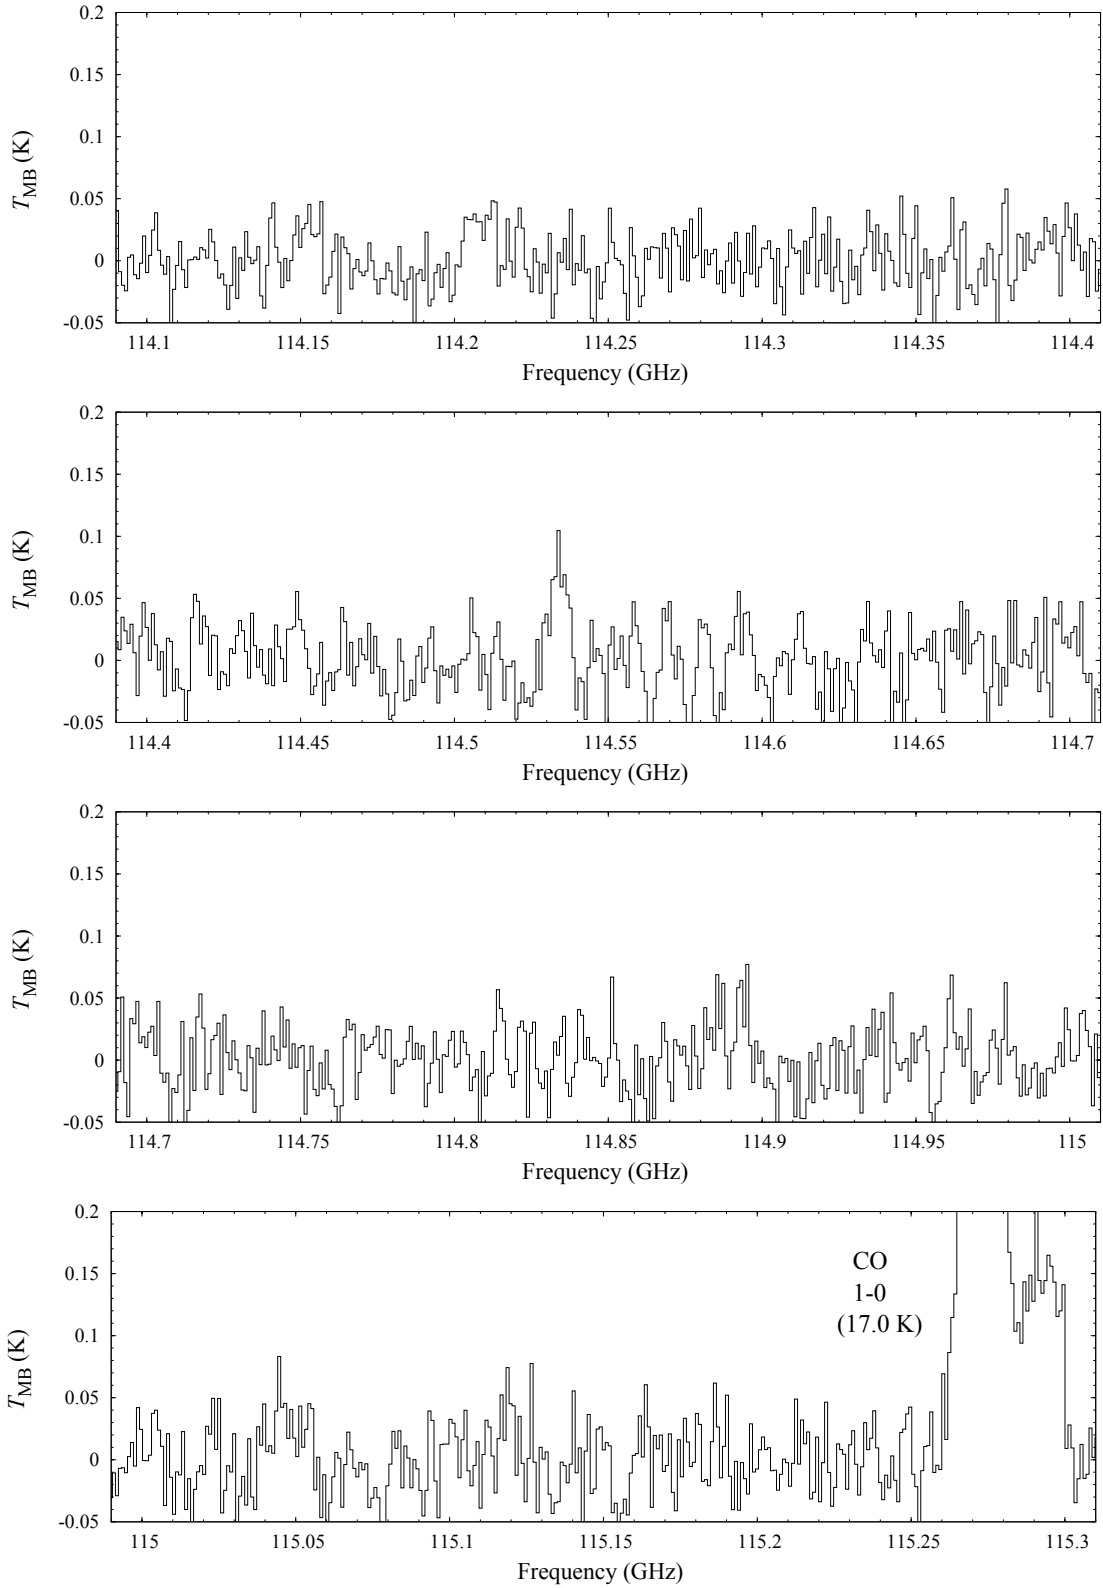 0.2
0.15
0.1
0.05
0
-0.05
T_MB (K)
114.1 114.15 114.2 114.25 114.3 114.35 114.4
Frequency (GHz)
0.2
0.15
0.1
0.05
0
-0.05
T_MB (K)
114.4 114.45 114.5 114.55 114.6 114.65 114.7
Frequency (GHz)
0.2
0.15
0.1
0.05
0
-0.05
T_MB (K)
114.7 114.75 114.8 114.85 114.9 114.95 115
Frequency (GHz)
0.2
0.15
0.1
0.05
0
-0.05
T_MB (K)
CO
1-0
(17.0 K)
115 115.05 115.1 115.15 115.2 115.25 115.3
Frequency (GHz)